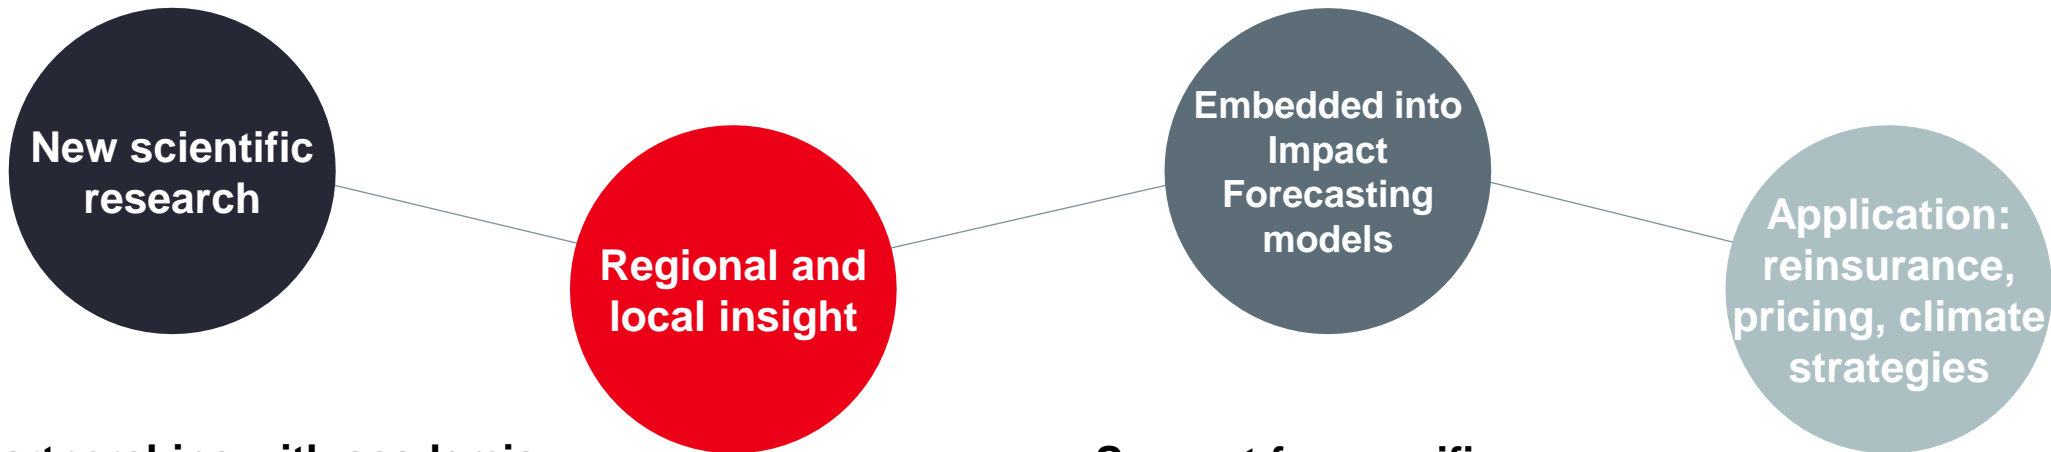 New scientific
research
Regional and
local insight
Embedded into
Impact
Forecasting
models
Application:
reinsurance,
pricing, climate
strategies